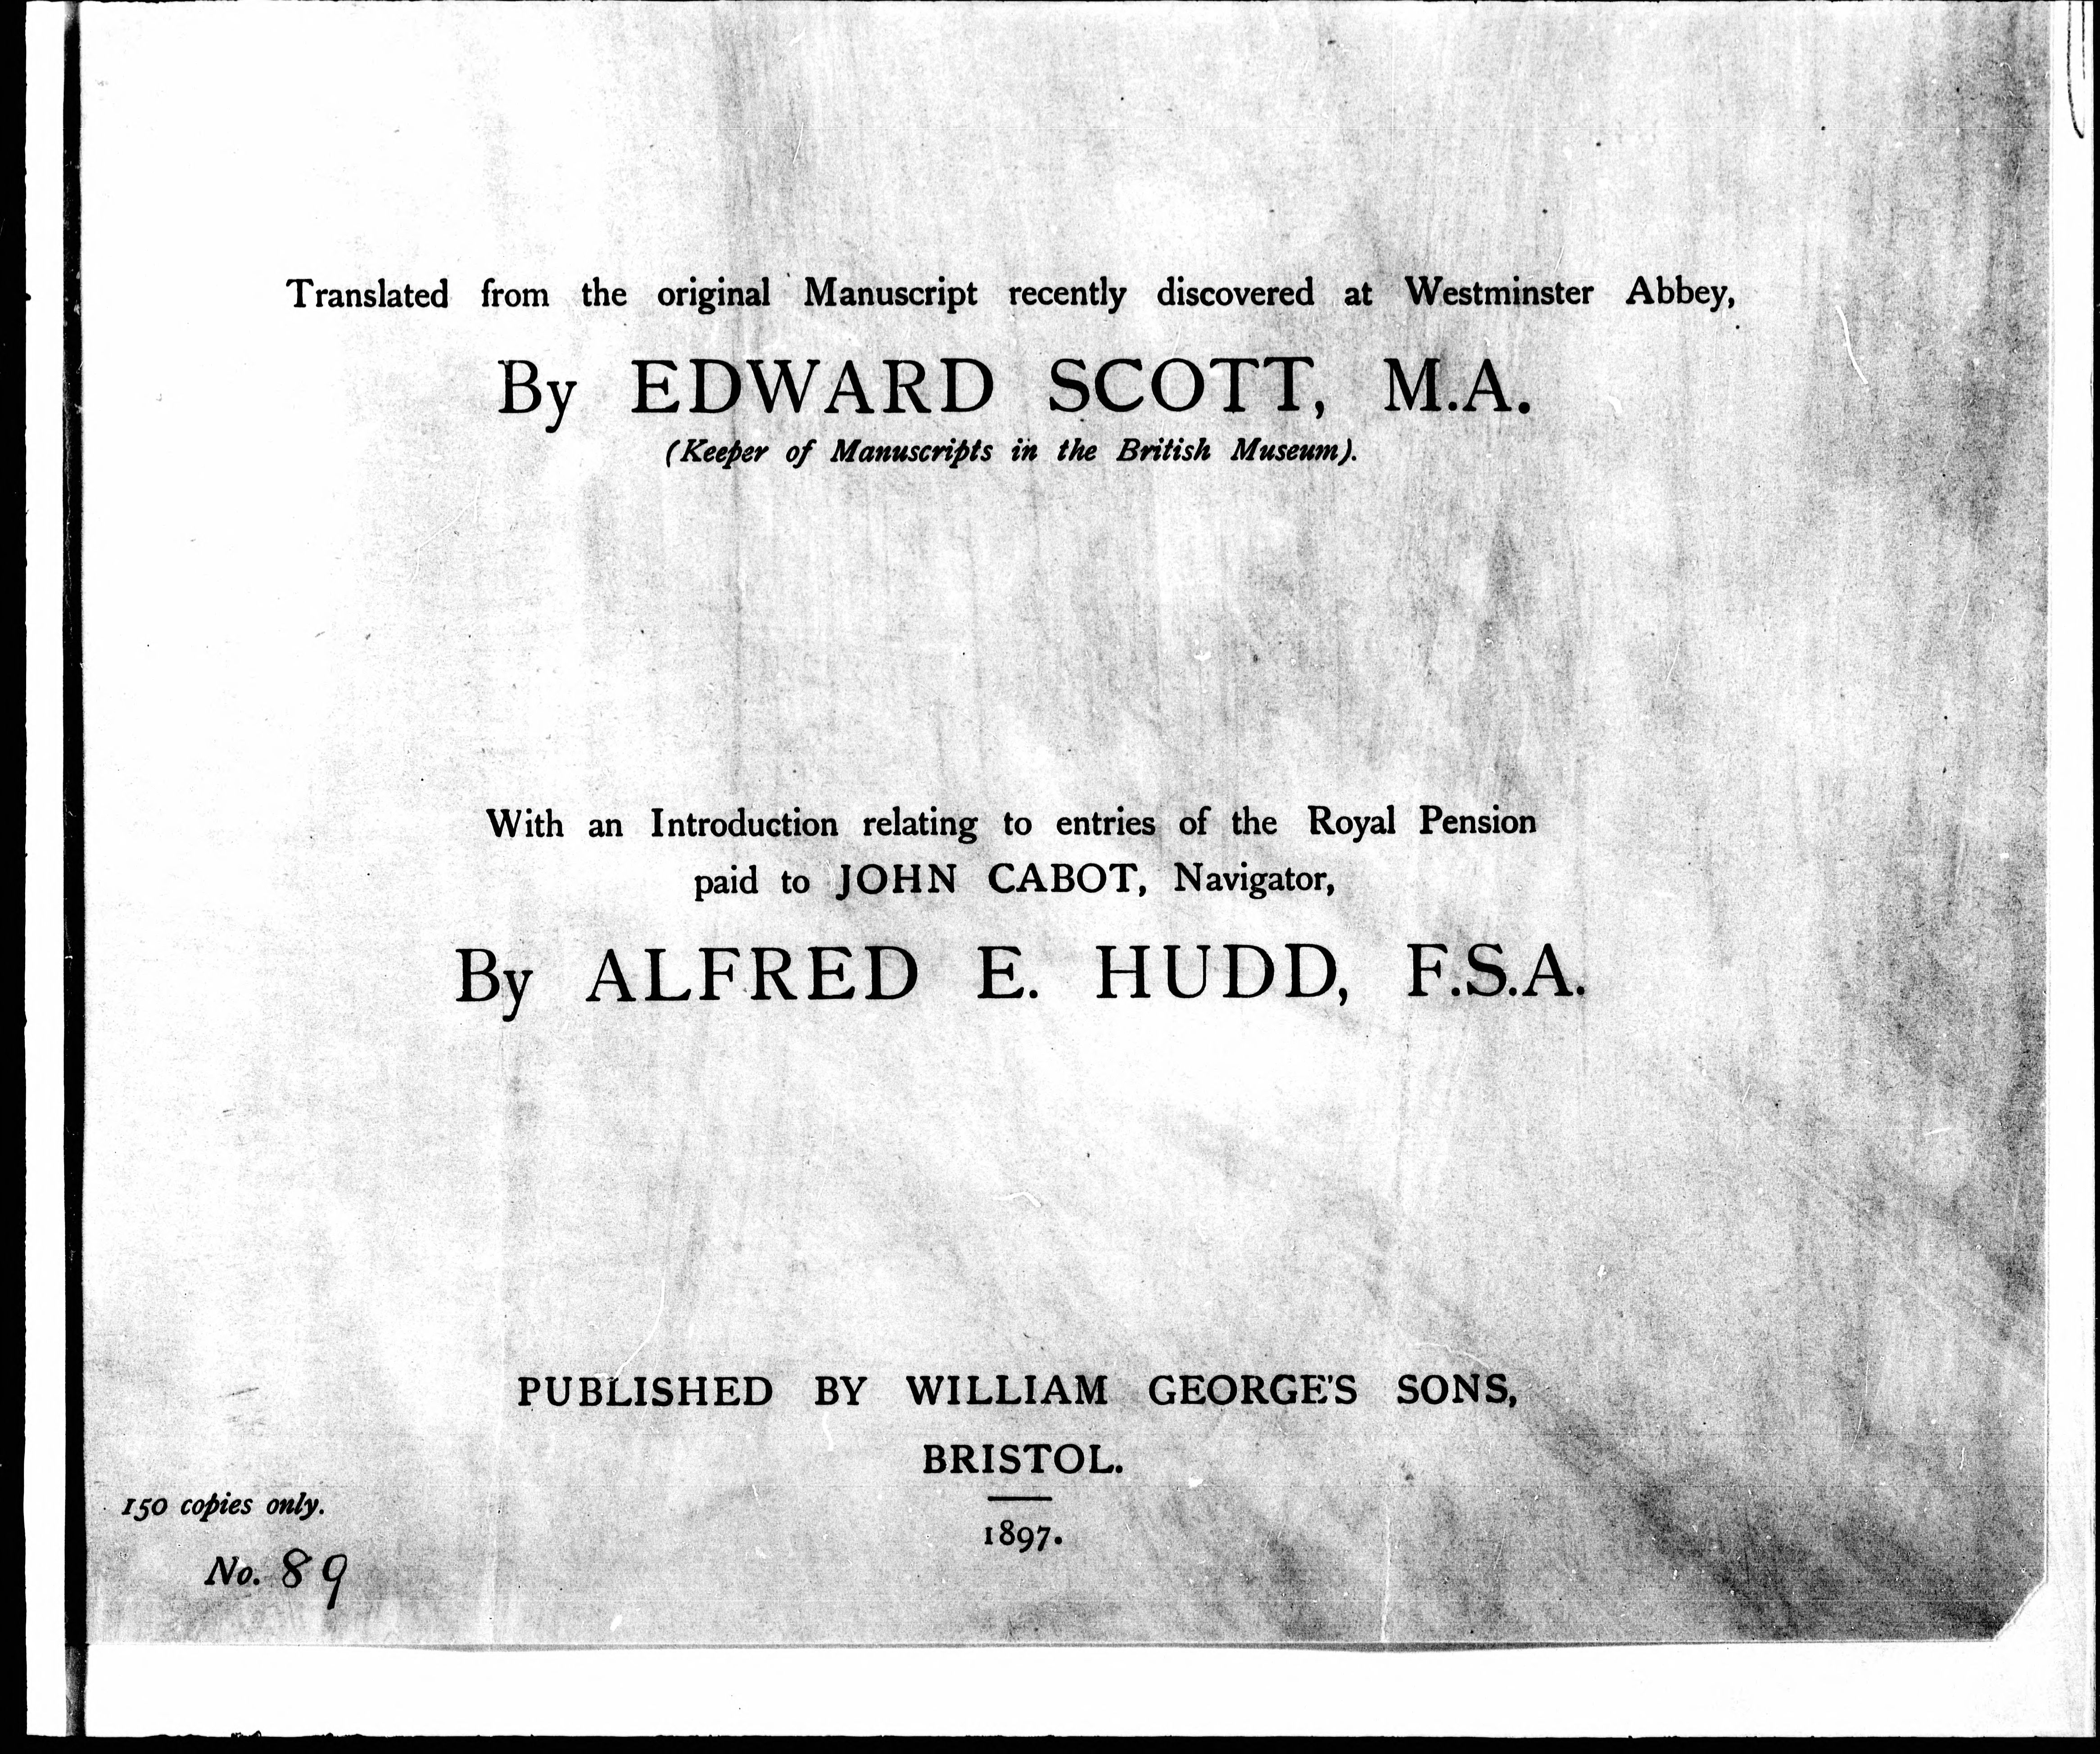 Translated from the original Manuscript recently discovered at Westminster Abbey,
By EDWARD SCOTT, M.A.
(Keeper of Manuscripts in the British Museum).
With an Introduction relating to entries of the Royal Pension
paid to JOHN CABOT, Navigator,
By ALFRED E. HUDD, F.S.A.
PUBLISHED BY WILLIAM GEORGE'S SONS,
BRISTOL.
1897.
150 copies only.
No. 89